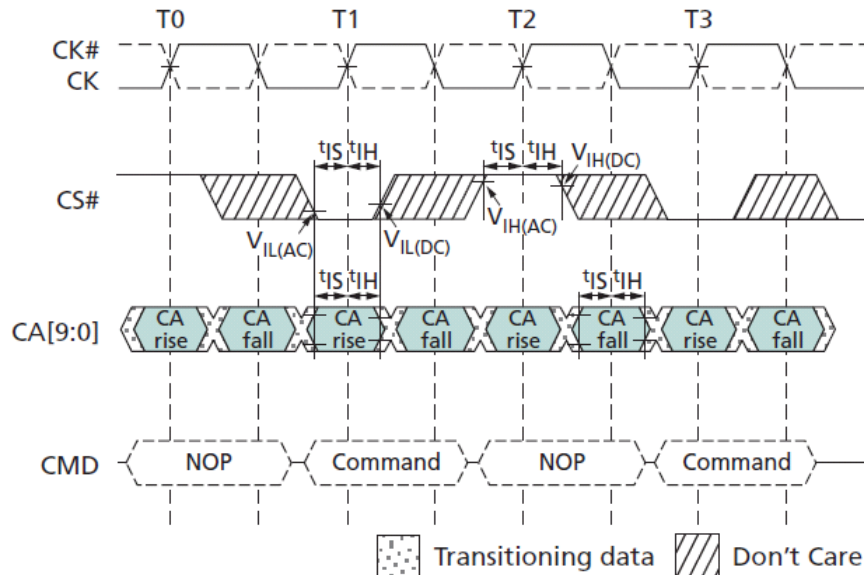 T0 T1 T2 T3
CK#
CK
tIS tIH tIS tIH
VIH(DC)
CS#
VIH(AC)
VIL(AC) VIL(DC)
tIS tIH tIS tIH
CA[9:0] CA rise CA fall CA rise CA fall CA rise CA fall CA rise CA fall
CMD NOP Command NOP Command
Transitioning data Don't Care